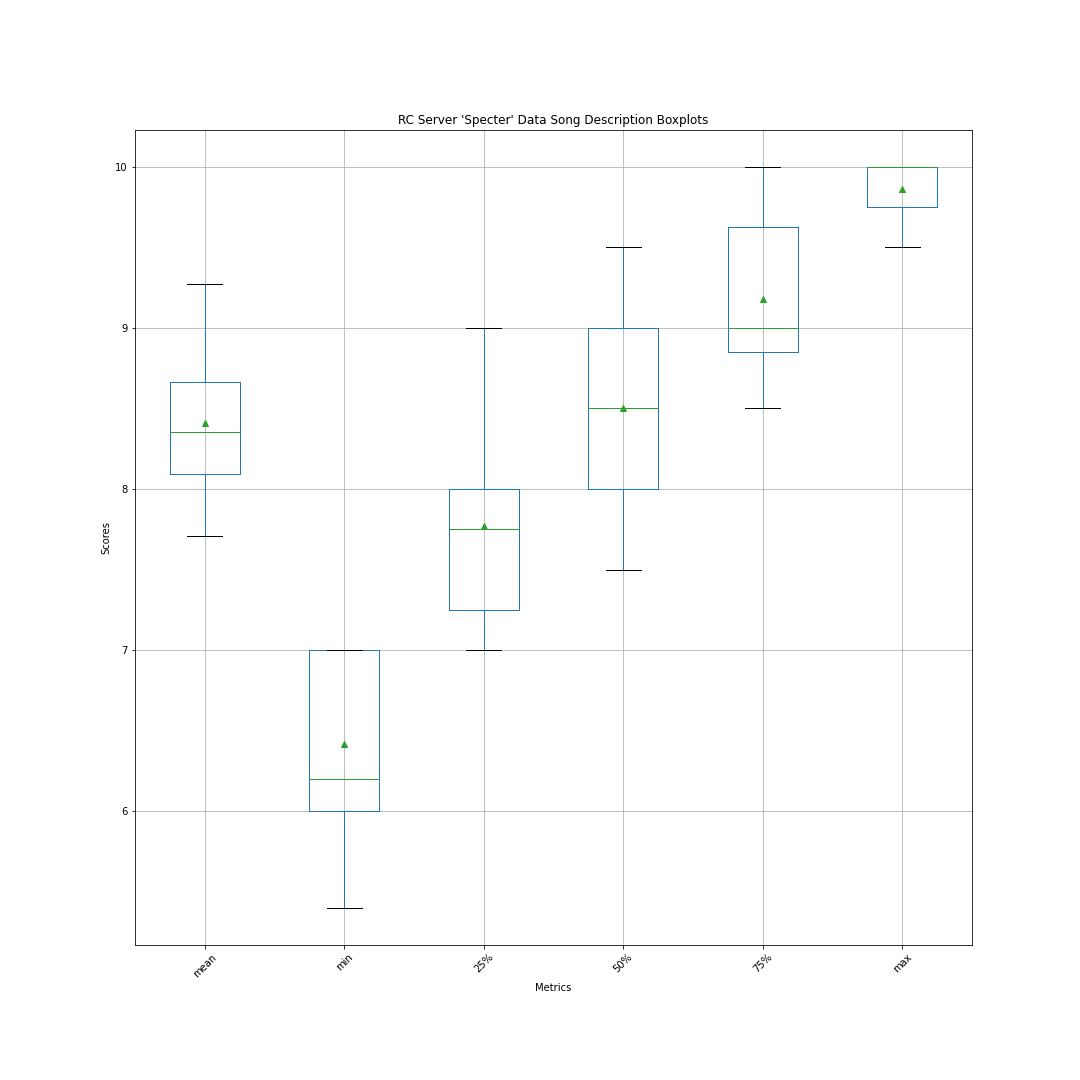 RC Server 'Specter' Data Song Description Boxplots
10
9
8
7
6
Scores
mean
min
25%
50%
75%
max
Metrics